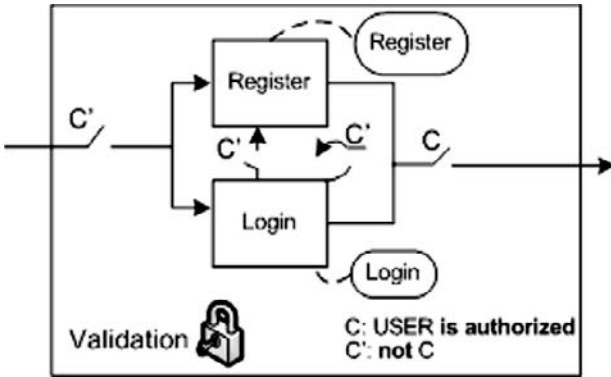 Register
Register
C'
C'
C'
C
Login
Login
Validation
C: USER is authorized
C': not C